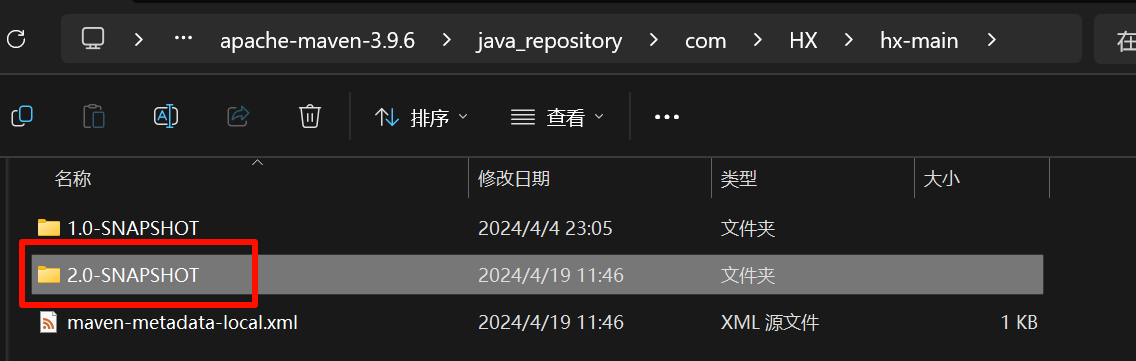 ··· apache-maven-3.9.6 java_repository com HX hx-main 在
排序 查看 ···
名称 修改日期 类型 大小
1.0-SNAPSHOT 2024/4/4 23:05 文件夹
2.0-SNAPSHOT 2024/4/19 11:46 文件夹
maven-metadata-local.xml 2024/4/19 11:46 XML 源文件 1 KB